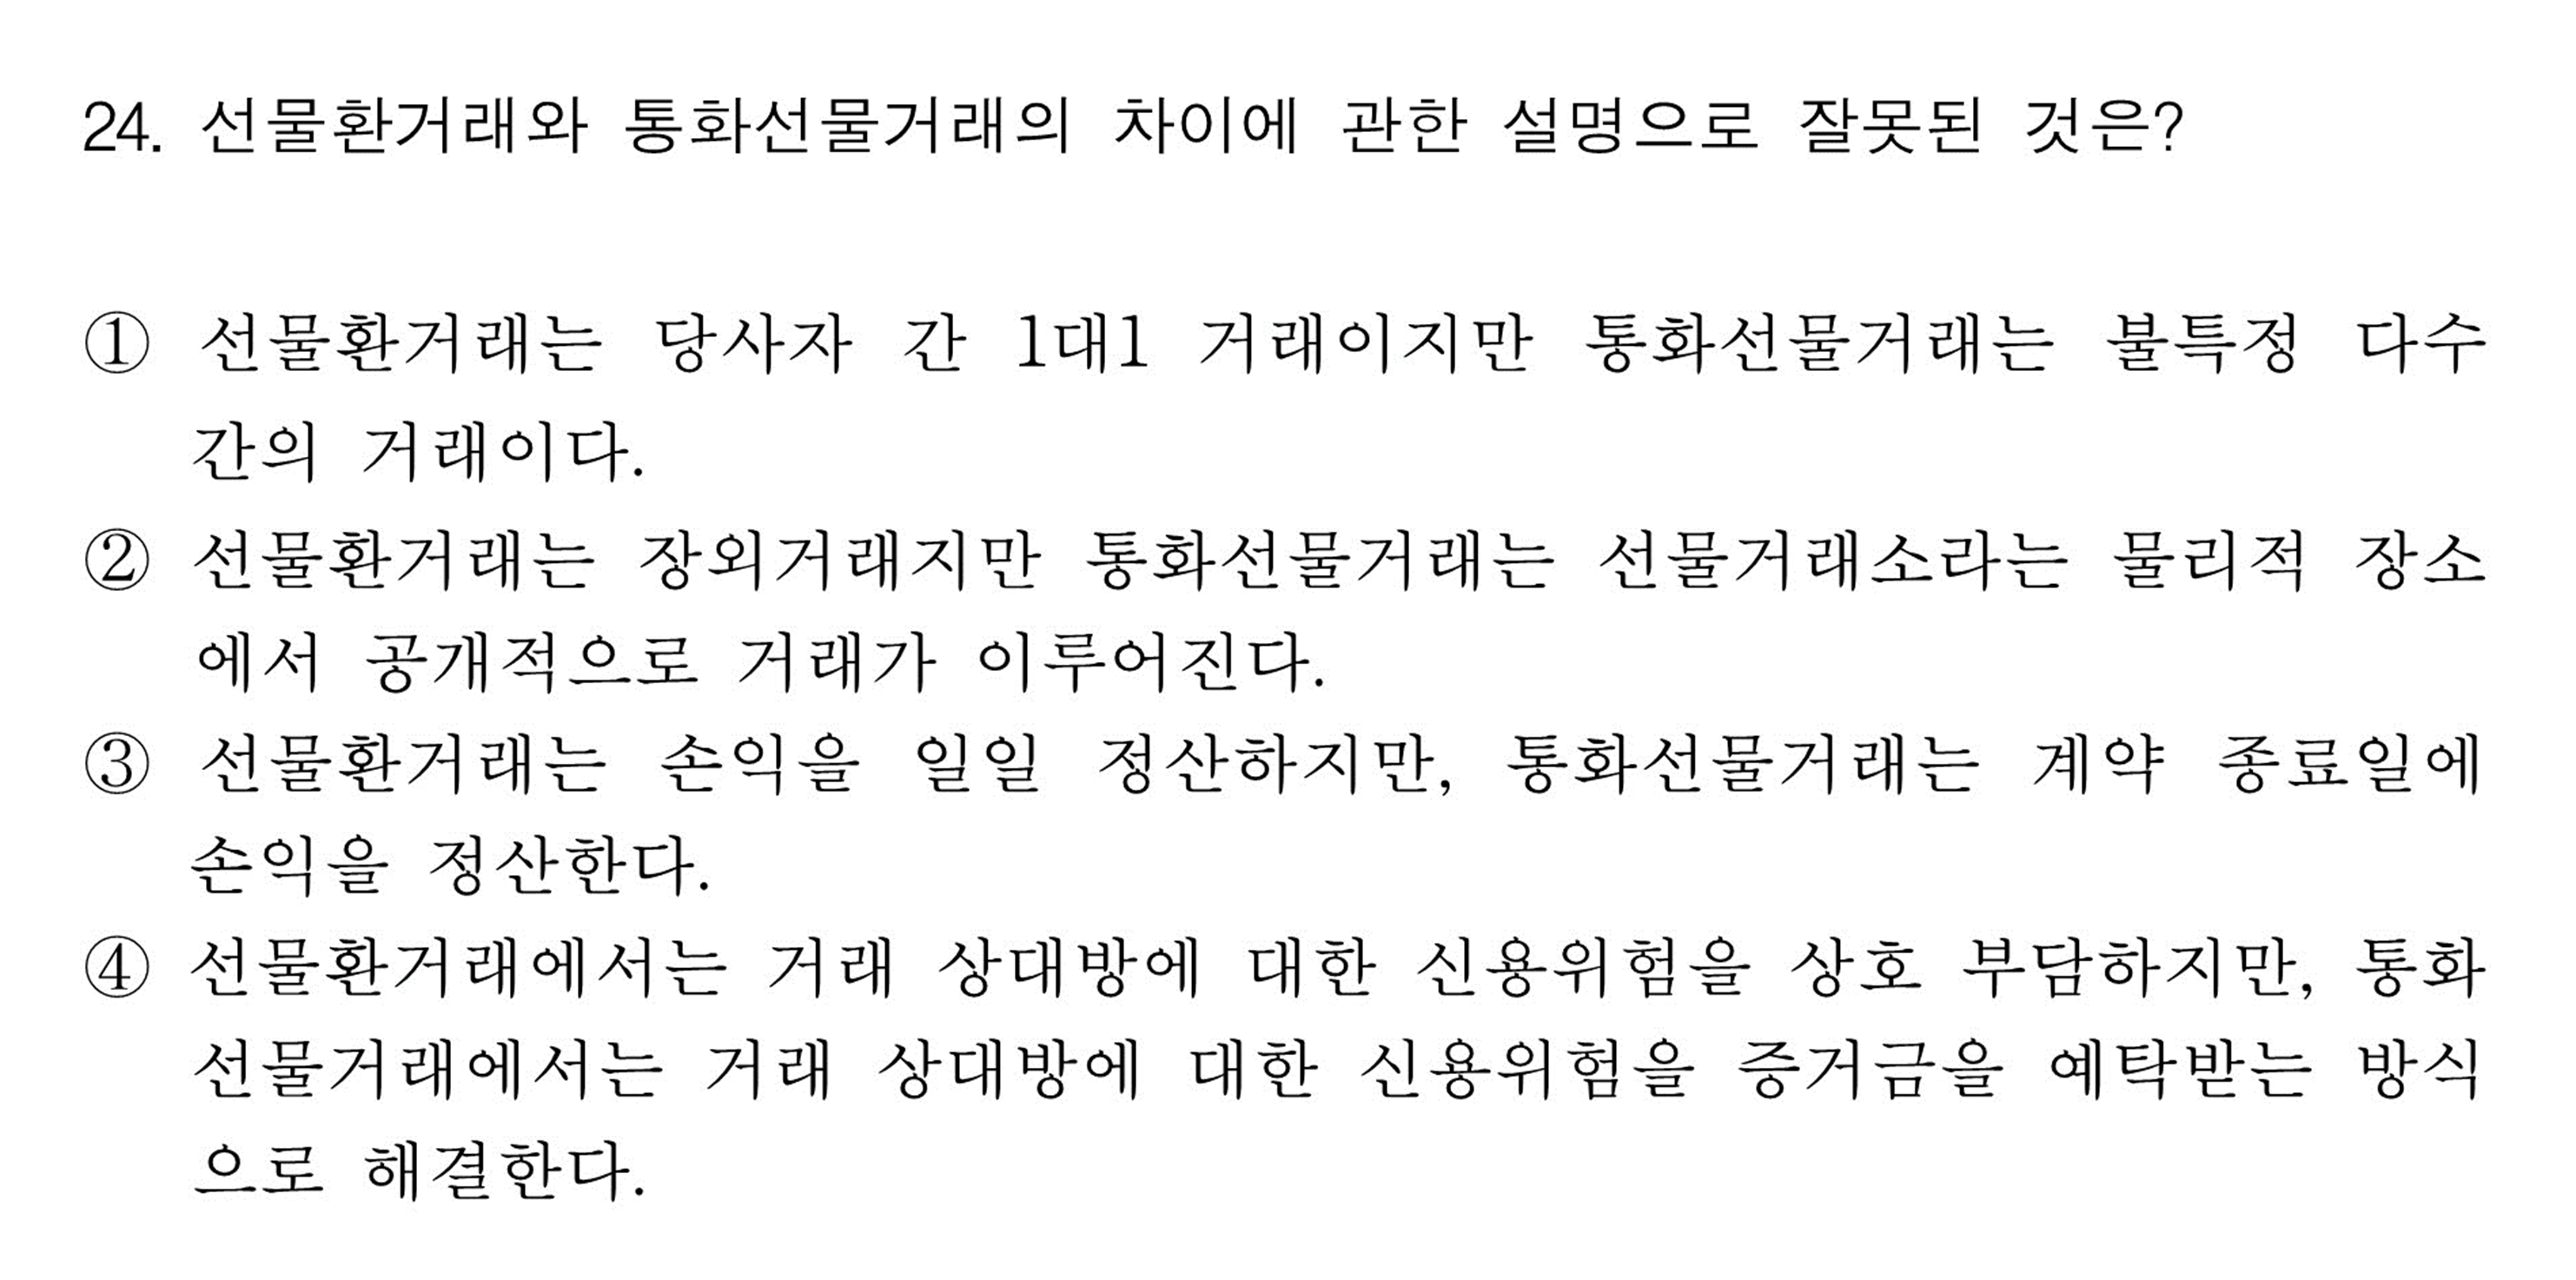 24. 선물환거래와 통화선물거래의 차이에 관한 설명으로 잘못된 것은?
① 선물환거래는 당사자 간 1대1 거래이지만 통화선물거래는 불특정 다수
간의 거래이다.
② 선물환거래는 장외거래지만 통화선물거래는 선물거래소라는 물리적 장소
에서 공개적으로 거래가 이루어진다.
③ 선물환거래는 손익을 일일 정산하지만, 통화선물거래는 계약 종료일에
손익을 정산한다.
④ 선물환거래에서는 거래 상대방에 대한 신용위험을 상호 부담하지만, 통화
선물거래에서는 거래 상대방에 대한 신용위험을 증거금을 예탁받는 방식
으로 해결한다.